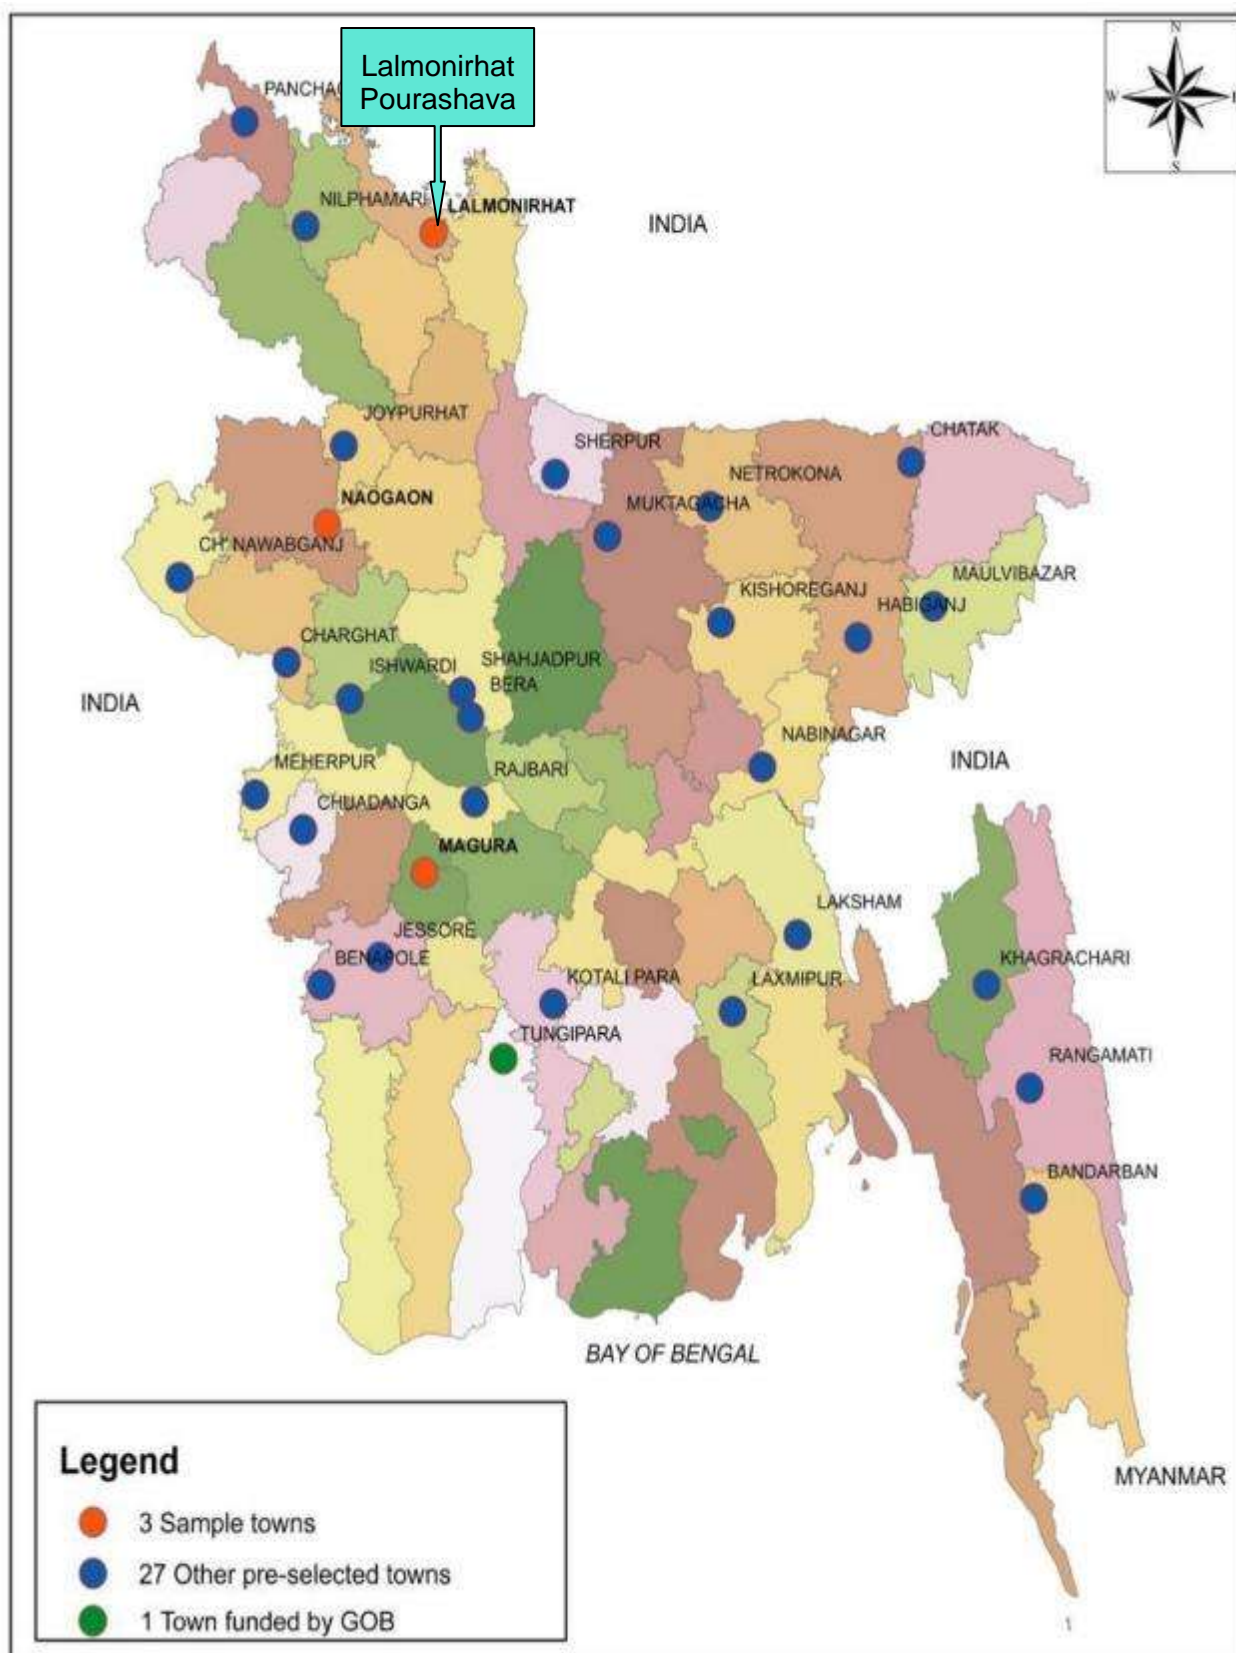 Lalmonirhat
Pourashava
N
W
S
NILPHAMARI
LALMONIRHAT
INDIA
JOYPURHAT
SHERPUR
CHATAK
NETROKONA
NAOGAON
MUKTAGACHA
CH' NAWABGANJ
MAULVIBAZAR
KISHOREGANJ
HABIGANJ
CHARGHAT
ISHWARDI
SHAHJADPUR
BERA
INDIA
NABINAGAR
INDIA
MEHERPUR
RAJBARI
CHUADANGA
MAGURA
LAKSHAM
JESSORE
BENAPOLE
KOTALI PARA
LAXMIPUR
KHAGRACHARI
TUNGIPARA
RANGAMATI
BANDARBAN
BAY OF BENGAL
MYANMAR
Legend
3 Sample towns
27 Other pre-selected towns
1 Town funded by GOB
1